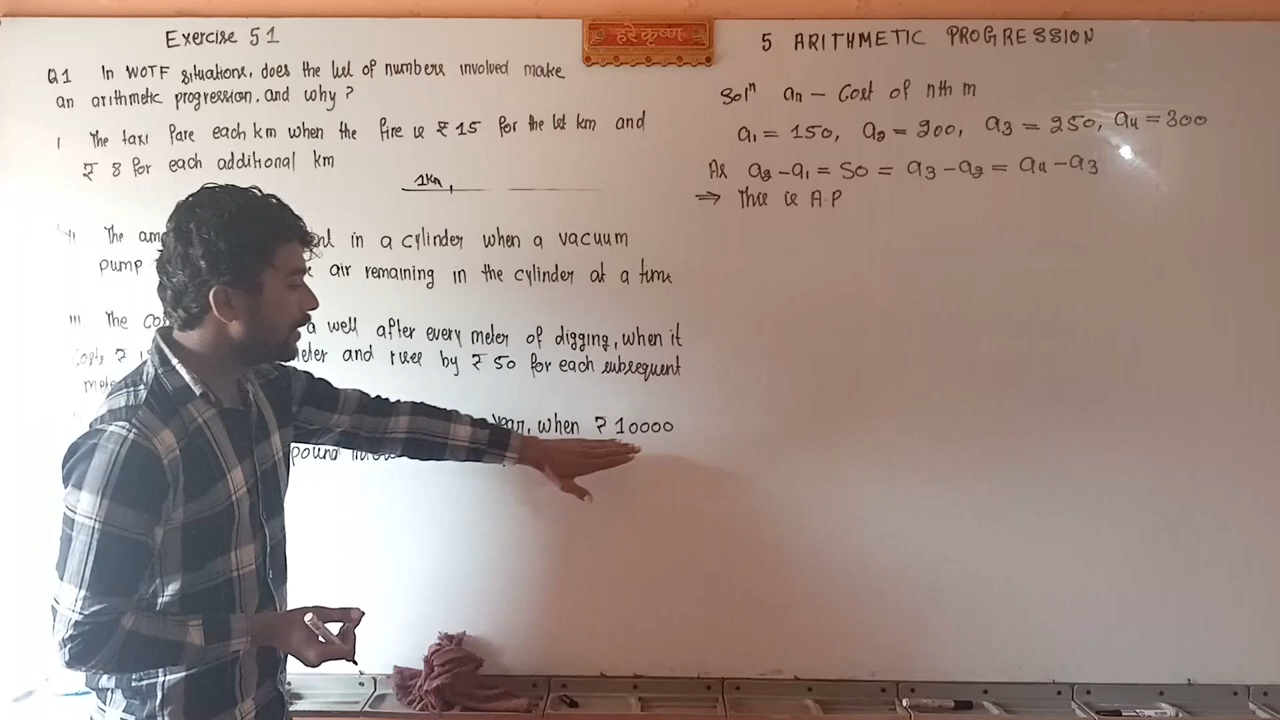 Exercise 5 1
हरे कृष्ण
5 ARITHMETIC PROGRESSION
Q1 In WOTF situations, does the list of numbers involved make
an arithmetic progression, and why ?
I The taxi fare each km when the fire is ₹ 15 for the 1st km and
₹ 8 for each additional km
1km
II The in a cylinder when a vacuum
pump air remaining in the cylinder at a time
III The a well after every meter of digging, when it
costs ₹ meter and rises by ₹ 50 for each subsequent
year, when ₹ 10000
Solⁿ an - Cost of nth m
a1 = 150, a2 = 200, a3 = 250, a4 = 300
As a2 - a1 = 50 = a3 - a2 = a4 - a3
⇒ This is A.P